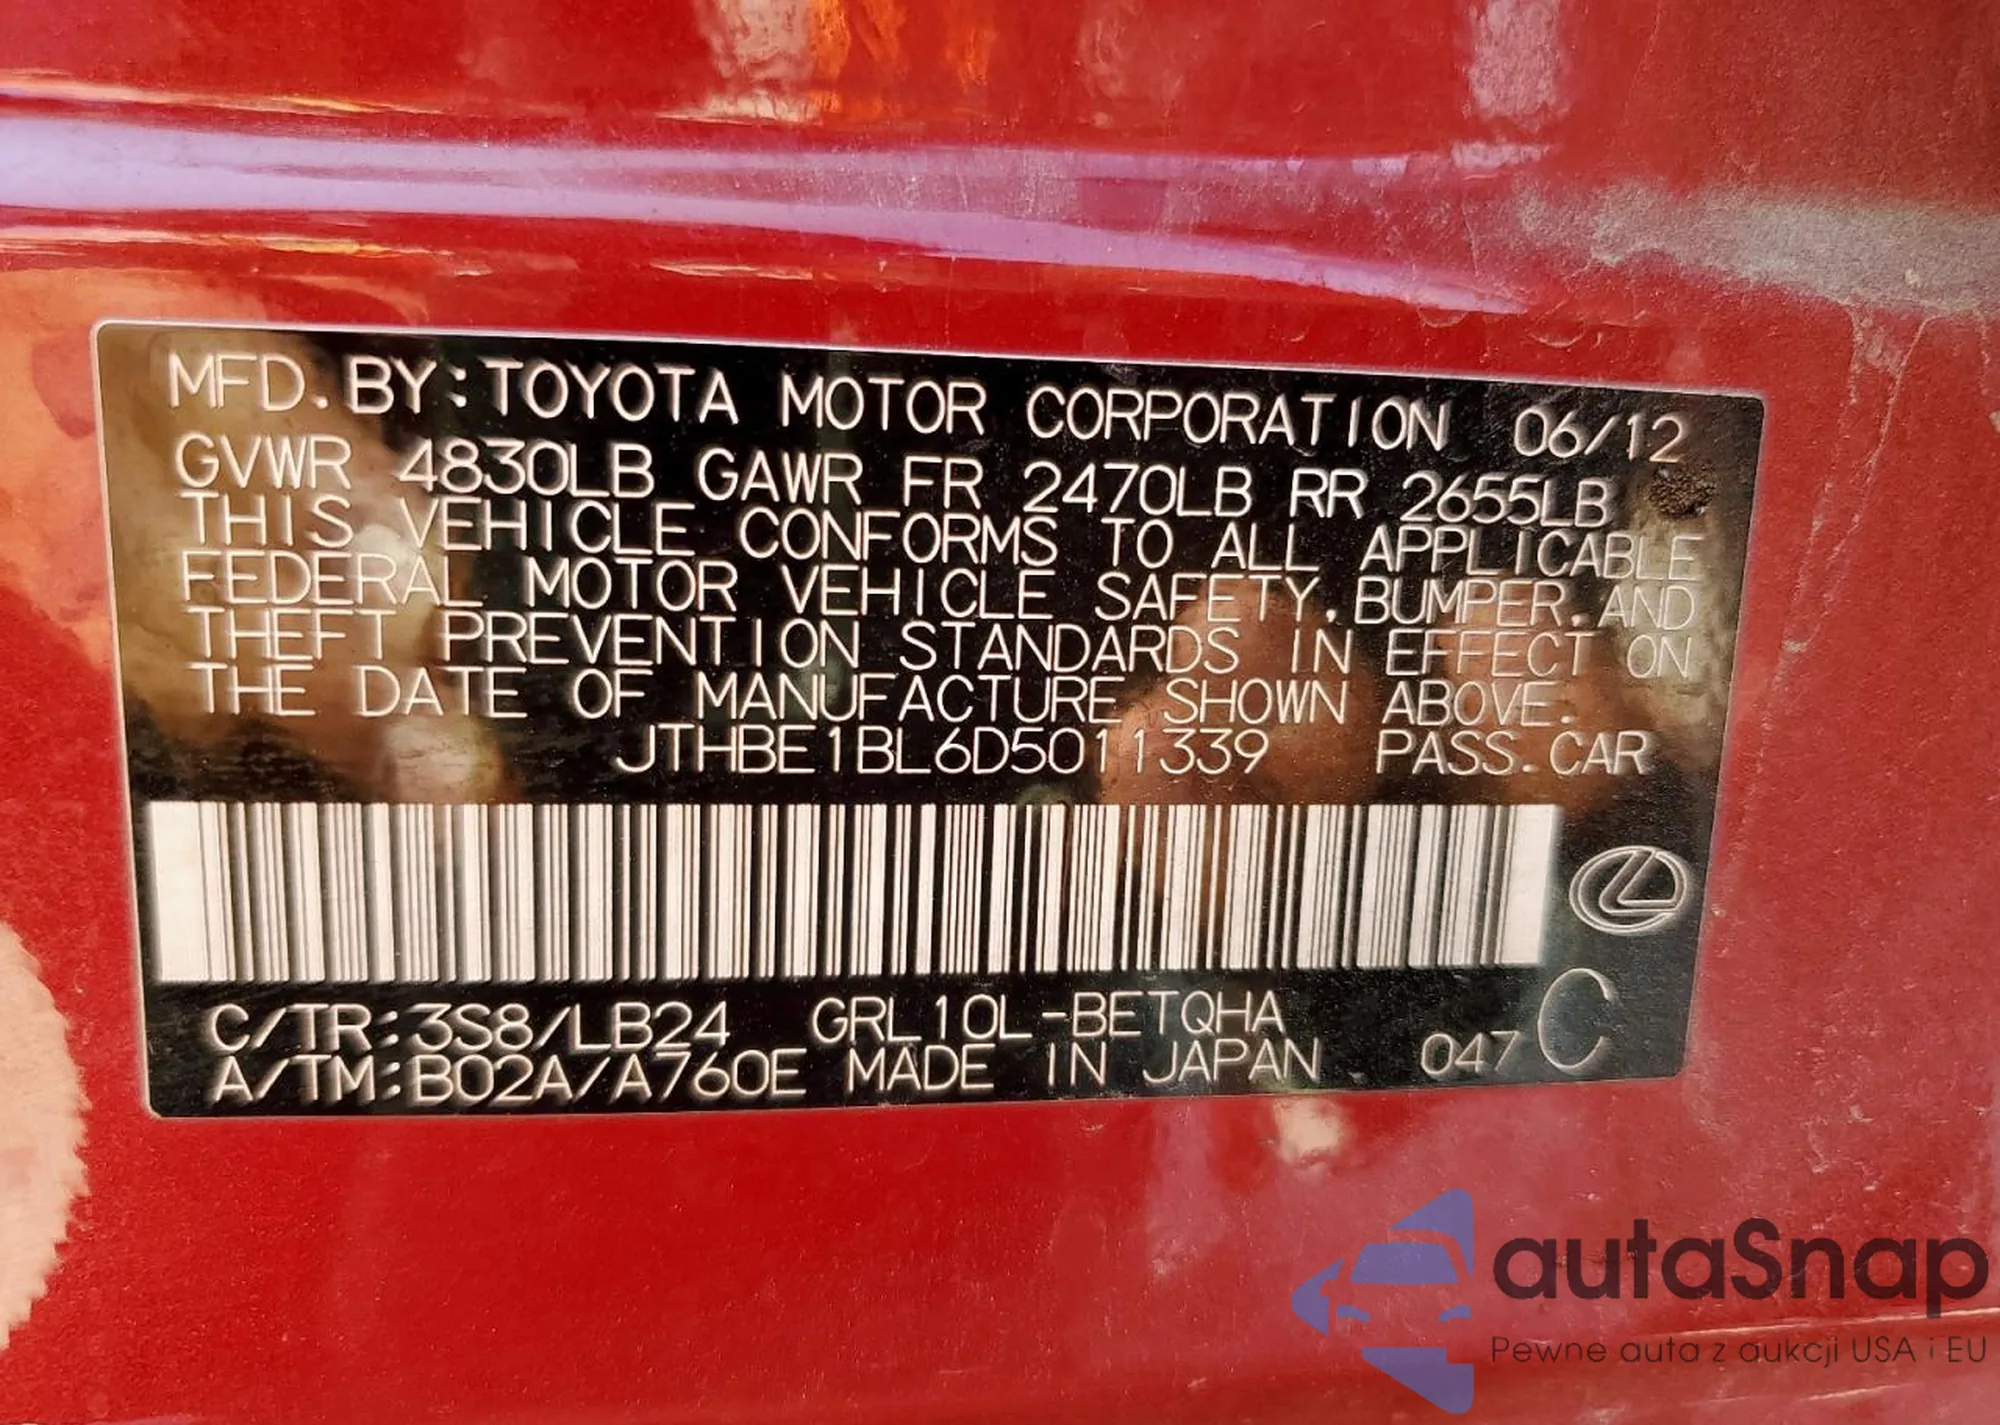 MFD. BY: TOYOTA MOTOR CORPORATION 06/12
GVWR 4830LB GAWR FR 2470LB RR 2655LB
THIS VEHICLE CONFORMS TO ALL APPLICABLE
FEDERAL MOTOR VEHICLE SAFETY, BUMPER, AND
THEFT PREVENTION STANDARDS IN EFFECT ON
THE DATE OF MANUFACTURE SHOWN ABOVE.
JTHBE1BL6D5011339 PASS. CAR
C/TR: 3S8/LB24 GRL10L-BETQHA
A/TM: B02A/A760E MADE IN JAPAN 047 C
autaSnap
Pewne auta z aukcji USA i EU